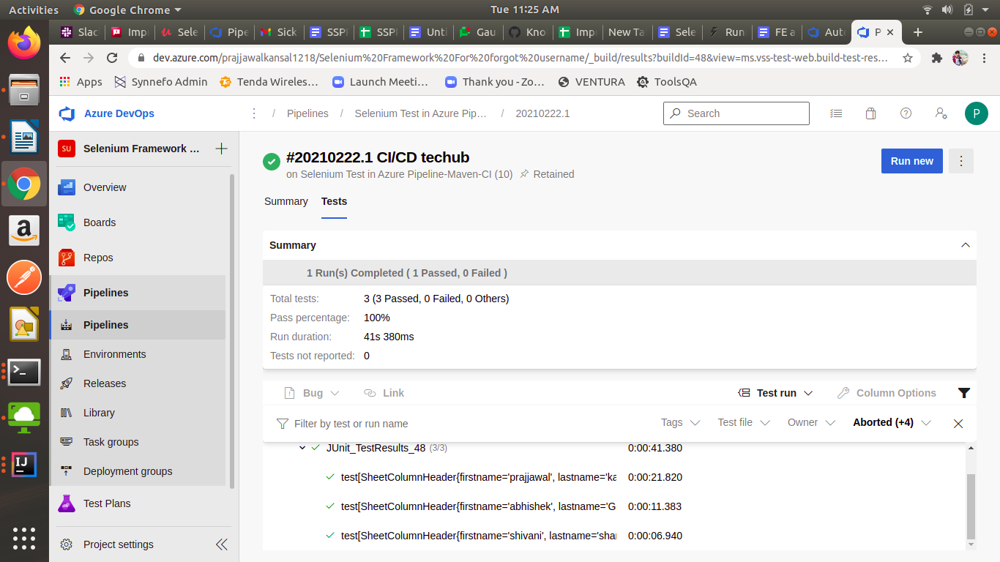 Activities Google Chrome Tue 11:25 AM
Slac Imp Sele Pipe Sick SSPI SSPI Unti Gau Kno Imp New Ta Sele Run FE a Auto P
dev.azure.com/prajjawalkansal1218/Selenium%20Framework%20For%20forgot%20username/_build/results?buildId=48&view=ms.vss-test-web.build-test-res…
Apps Synnefo Admin Tenda Wireles… Launch Meeti… Thank you - Zo… VENTURA ToolsQA
Azure DevOps / Pipelines / Selenium Test in Azure Pip… / 20210222.1 Search P
SU Selenium Framework …
Overview
Boards
Repos
Pipelines
Pipelines
Environments
Releases
Library
Task groups
Deployment groups
Test Plans
Project settings
#20210222.1 CI/CD techub
on Selenium Test in Azure Pipeline-Maven-CI (10) Retained
Run new
Summary Tests
Summary
1 Run(s) Completed ( 1 Passed, 0 Failed )
Total tests: 3 (3 Passed, 0 Failed, 0 Others)
Pass percentage: 100%
Run duration: 41s 380ms
Tests not reported: 0
Bug Link Test run Column Options
Filter by test or run name Tags Test file Owner Aborted (+4)
JUnit_TestResults_48 (3/3) 0:00:41.380
test[SheetColumnHeader{firstname='prajjawal', lastname='ka 0:00:21.820
test[SheetColumnHeader{firstname='abhishek', lastname='G 0:00:11.383
test[SheetColumnHeader{firstname='shivani', lastname='shar 0:00:06.940